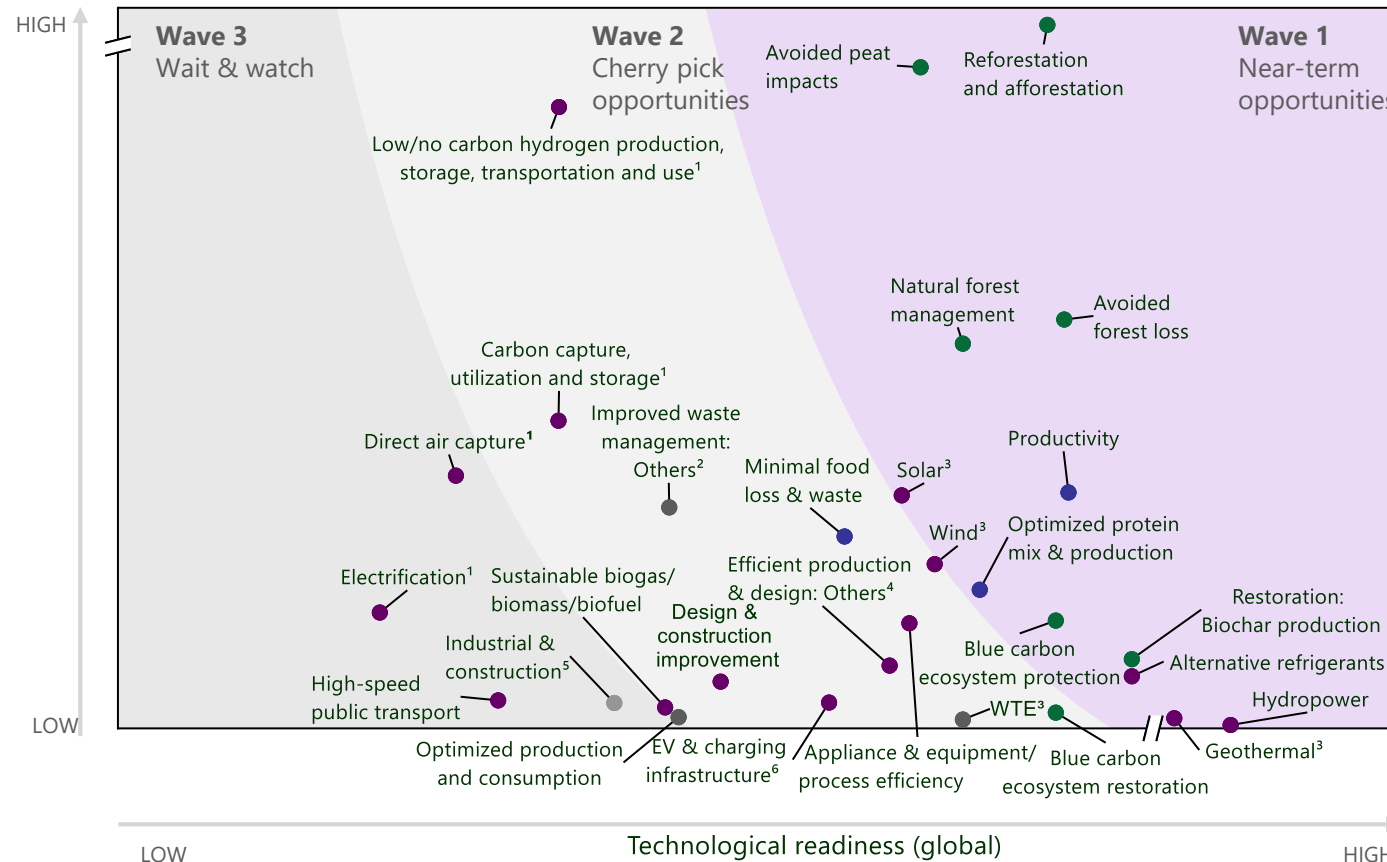 HIGH
Wave 3
Wait & watch
Wave 2
Cherry pick
opportunities
Wave 1
Near-term
opportunities
Avoided peat
impacts
Reforestation
and afforestation
Low/no carbon hydrogen production,
storage, transportation and use¹
Natural forest
management
Avoided
forest loss
Carbon capture,
utilization and storage¹
Direct air capture¹
Improved waste
management:
Others²
Minimal food
loss & waste
Solar³
Productivity
Wind³
Optimized protein
mix & production
Electrification¹
Sustainable biogas/
biomass/biofuel
Efficient production
& design: Others⁴
Design &
construction
improvement
Restoration:
Biochar production
Industrial &
construction⁵
Blue carbon
ecosystem protection
Alternative refrigerants
High-speed
public transport
Hydropower
WTE³
LOW
Optimized production
and consumption
EV & charging
infrastructure⁶
Appliance & equipment/
process efficiency
Blue carbon
ecosystem restoration
Geothermal³
Technological readiness (global)
LOW
HIGH